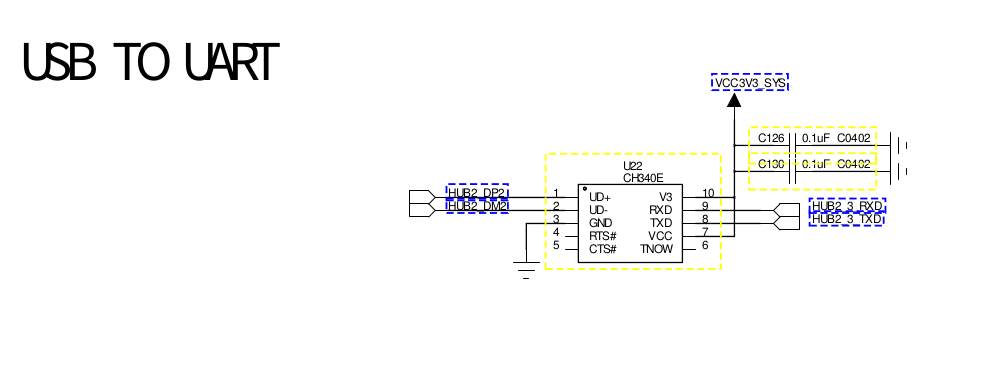 USB TO UART
VCC3V3_SYS
C126 0.1uF C0402
C130 0.1uF C0402
U22
CH340E
HUB2_DP2 1 UD+ V3 10
HUB2_DM2 2 UD- RXD 9 HUB2_3_RXD
3 GND TXD 8 HUB2_3_TXD
4 RTS# VCC 7
5 CTS# TNOW 6